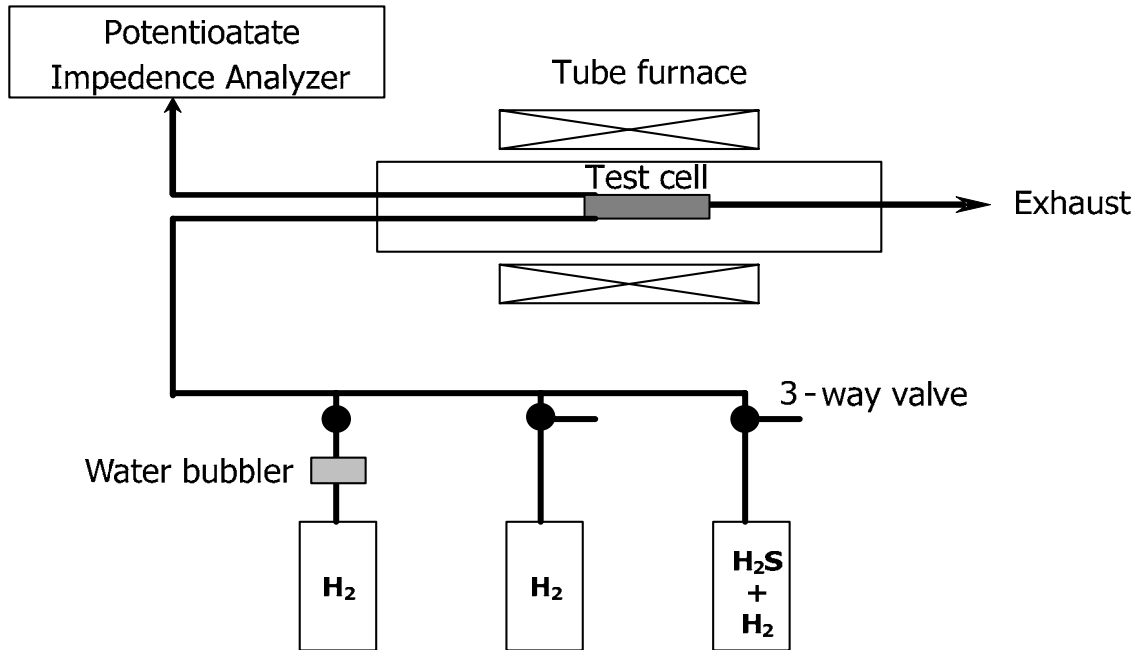 Potentioatate
Impedence Analyzer
Tube furnace
Test cell
Exhaust
3-way valve
Water bubbler
H₂
H₂
H₂S
+
H₂